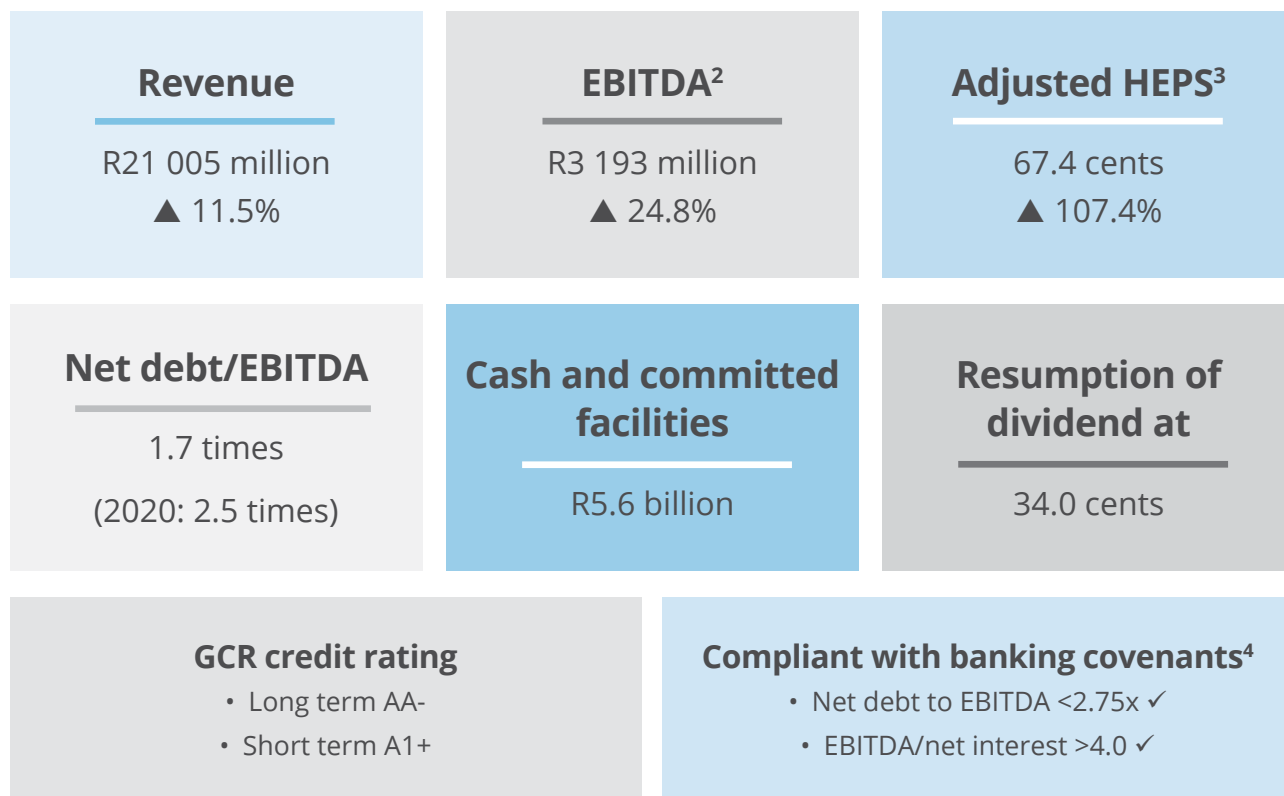 Revenue
R21 005 million
▲ 11.5%
EBITDA²
R3 193 million
▲ 24.8%
Adjusted HEPS³
67.4 cents
▲ 107.4%
Net debt/EBITDA
1.7 times
(2020: 2.5 times)
Cash and committed
facilities
R5.6 billion
Resumption of
dividend at
34.0 cents
GCR credit rating
• Long term AA-
• Short term A1+
Compliant with banking covenants⁴
• Net debt to EBITDA <2.75x ✓
• EBITDA/net interest >4.0 ✓